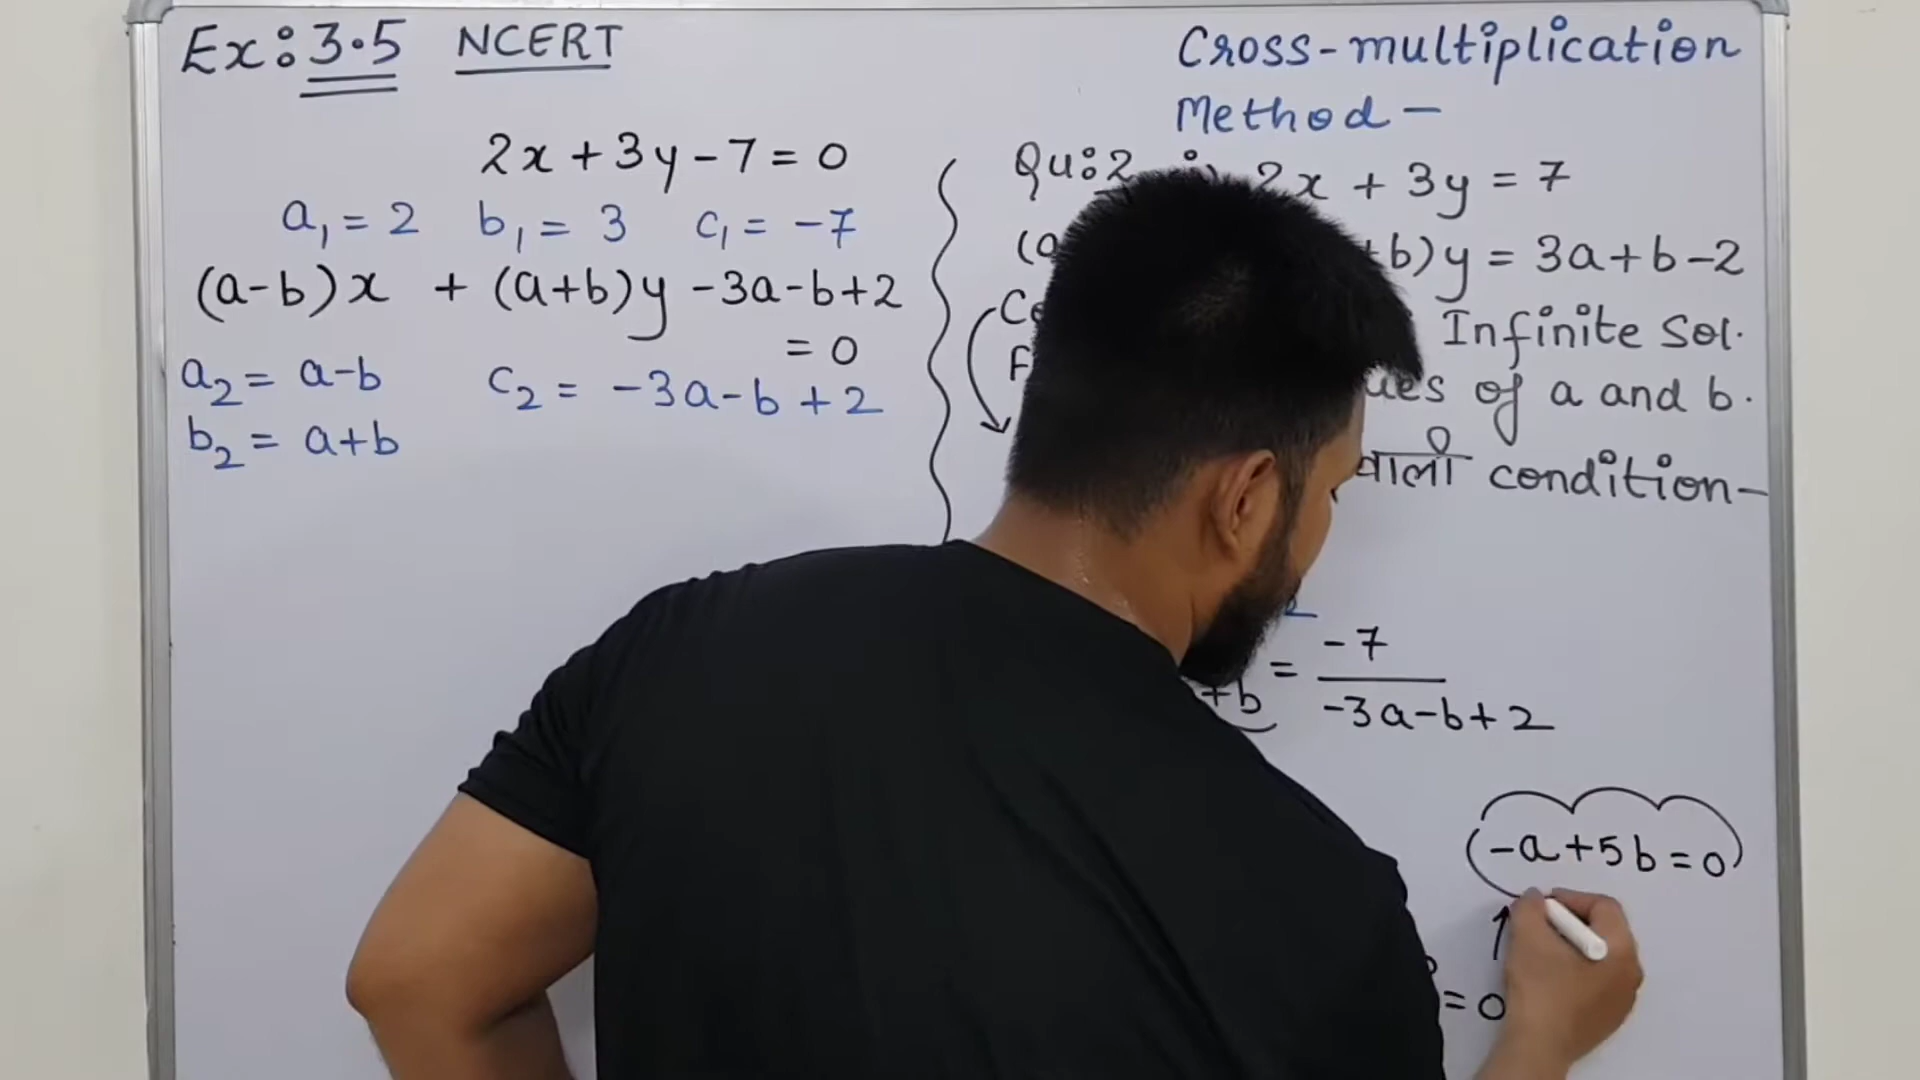 Ex: 3.5 NCERT
2x + 3y - 7 = 0
a₁ = 2 b₁ = 3 c₁ = -7
(a-b)x + (a+b)y -3a-b+2
= 0
a₂ = a-b c₂ = -3a-b+2
b₂ = a+b
Cross-multiplication
Method -
Qu:2 2x + 3y = 7
b)y = 3a+b-2
Infinite Sol.
of a and b.
वाली condition-
+b = -7/(-3a-b+2)
-a+5b=0
=0